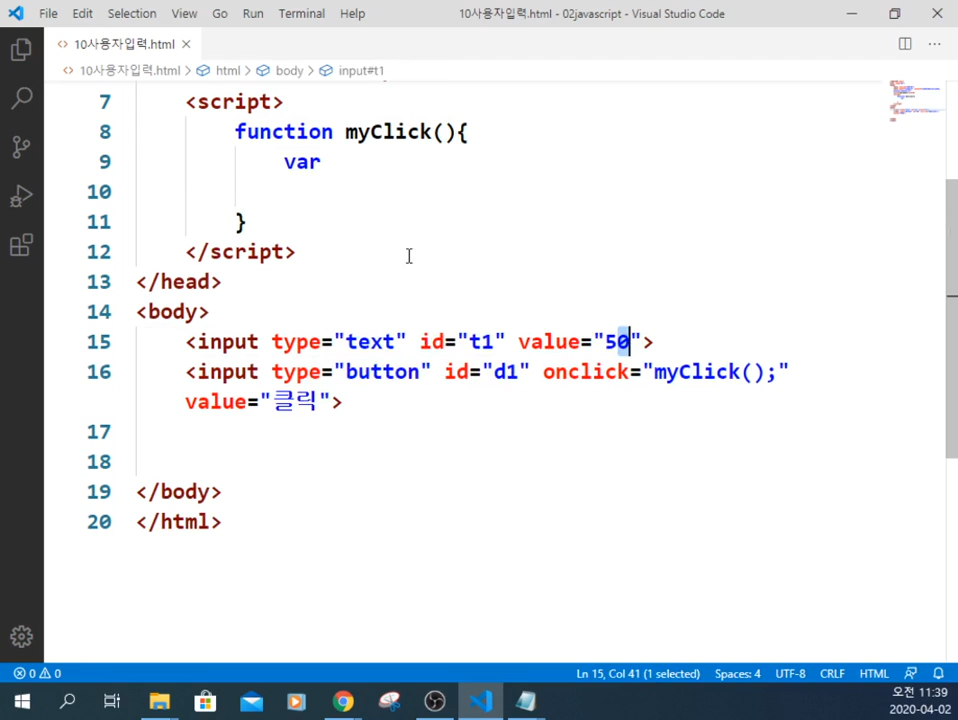 File Edit Selection View Go Run Terminal Help 10사용자입력.html - 02javascript - Visual Studio Code
10사용자입력.html
10사용자입력.html > html > body > input#t1
7 <script>
8 function myClick(){
9 var
10
11 }
12 </script>
13 </head>
14 <body>
15 <input type="text" id="t1" value="50">
16 <input type="button" id="d1" onclick="myClick();"
value="클릭">
17
18
19 </body>
20 </html>
0 0 Ln 15, Col 41 (1 selected) Spaces: 4 UTF-8 CRLF HTML
오전 11:39
2020-04-02